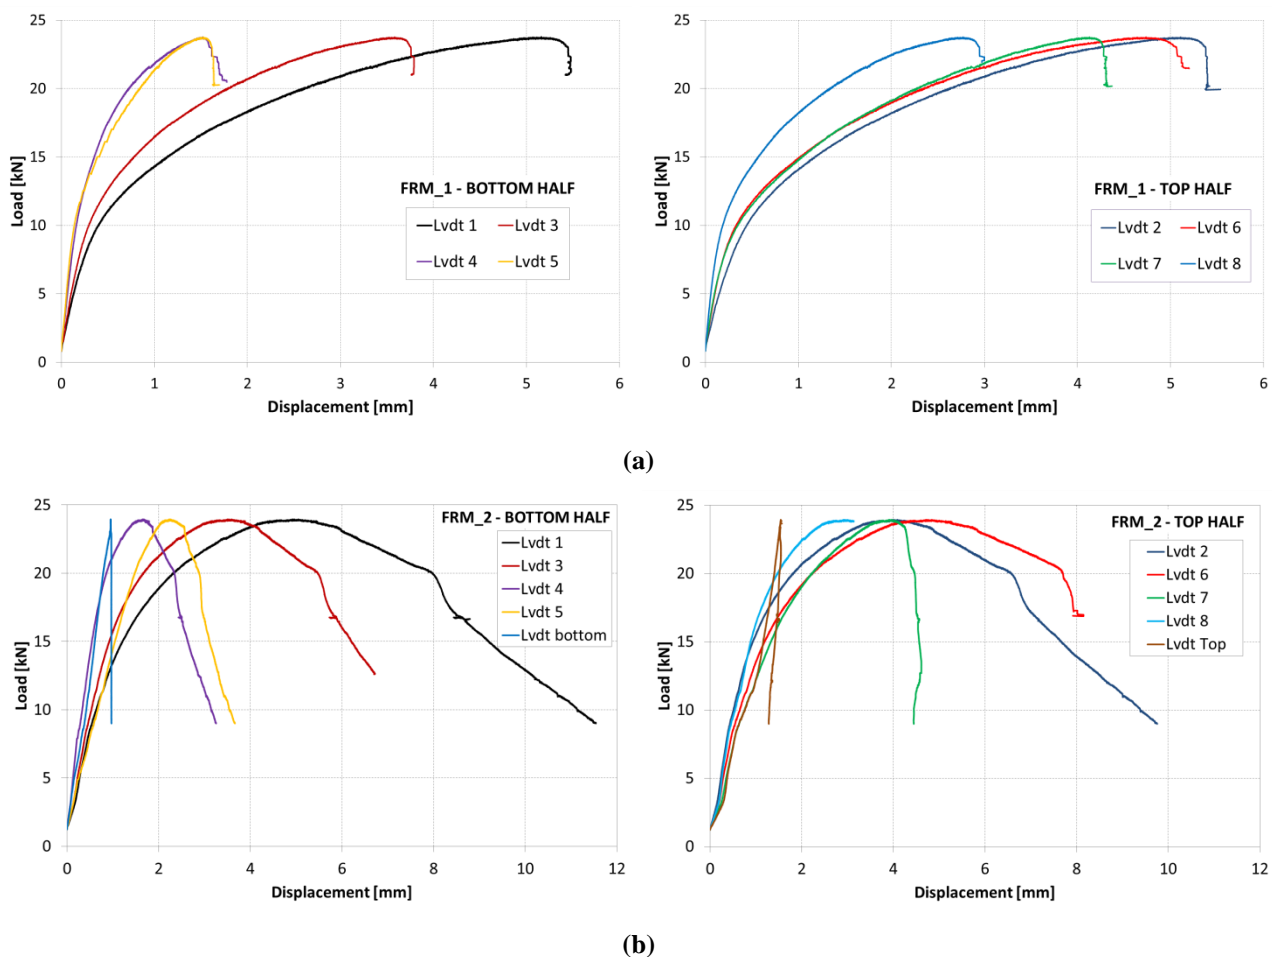 25
20
15
10
5
0
Load [kN]
FRM_1 - BOTTOM HALF
Lvdt 1 Lvdt 3
Lvdt 4 Lvdt 5
0 1 2 3 4 5 6
Displacement [mm]
25
20
15
10
5
0
Load [kN]
FRM_1 - TOP HALF
Lvdt 2 Lvdt 6
Lvdt 7 Lvdt 8
0 1 2 3 4 5 6
Displacement [mm]
(a)
25
20
15
10
5
0
Load [kN]
FRM_2 - BOTTOM HALF
Lvdt 1
Lvdt 3
Lvdt 4
Lvdt 5
Lvdt bottom
0 2 4 6 8 10 12
Displacement [mm]
25
20
15
10
5
0
Load [kN]
FRM_2 - TOP HALF
Lvdt 2
Lvdt 6
Lvdt 7
Lvdt 8
Lvdt Top
0 2 4 6 8 10 12
Displacement [mm]
(b)